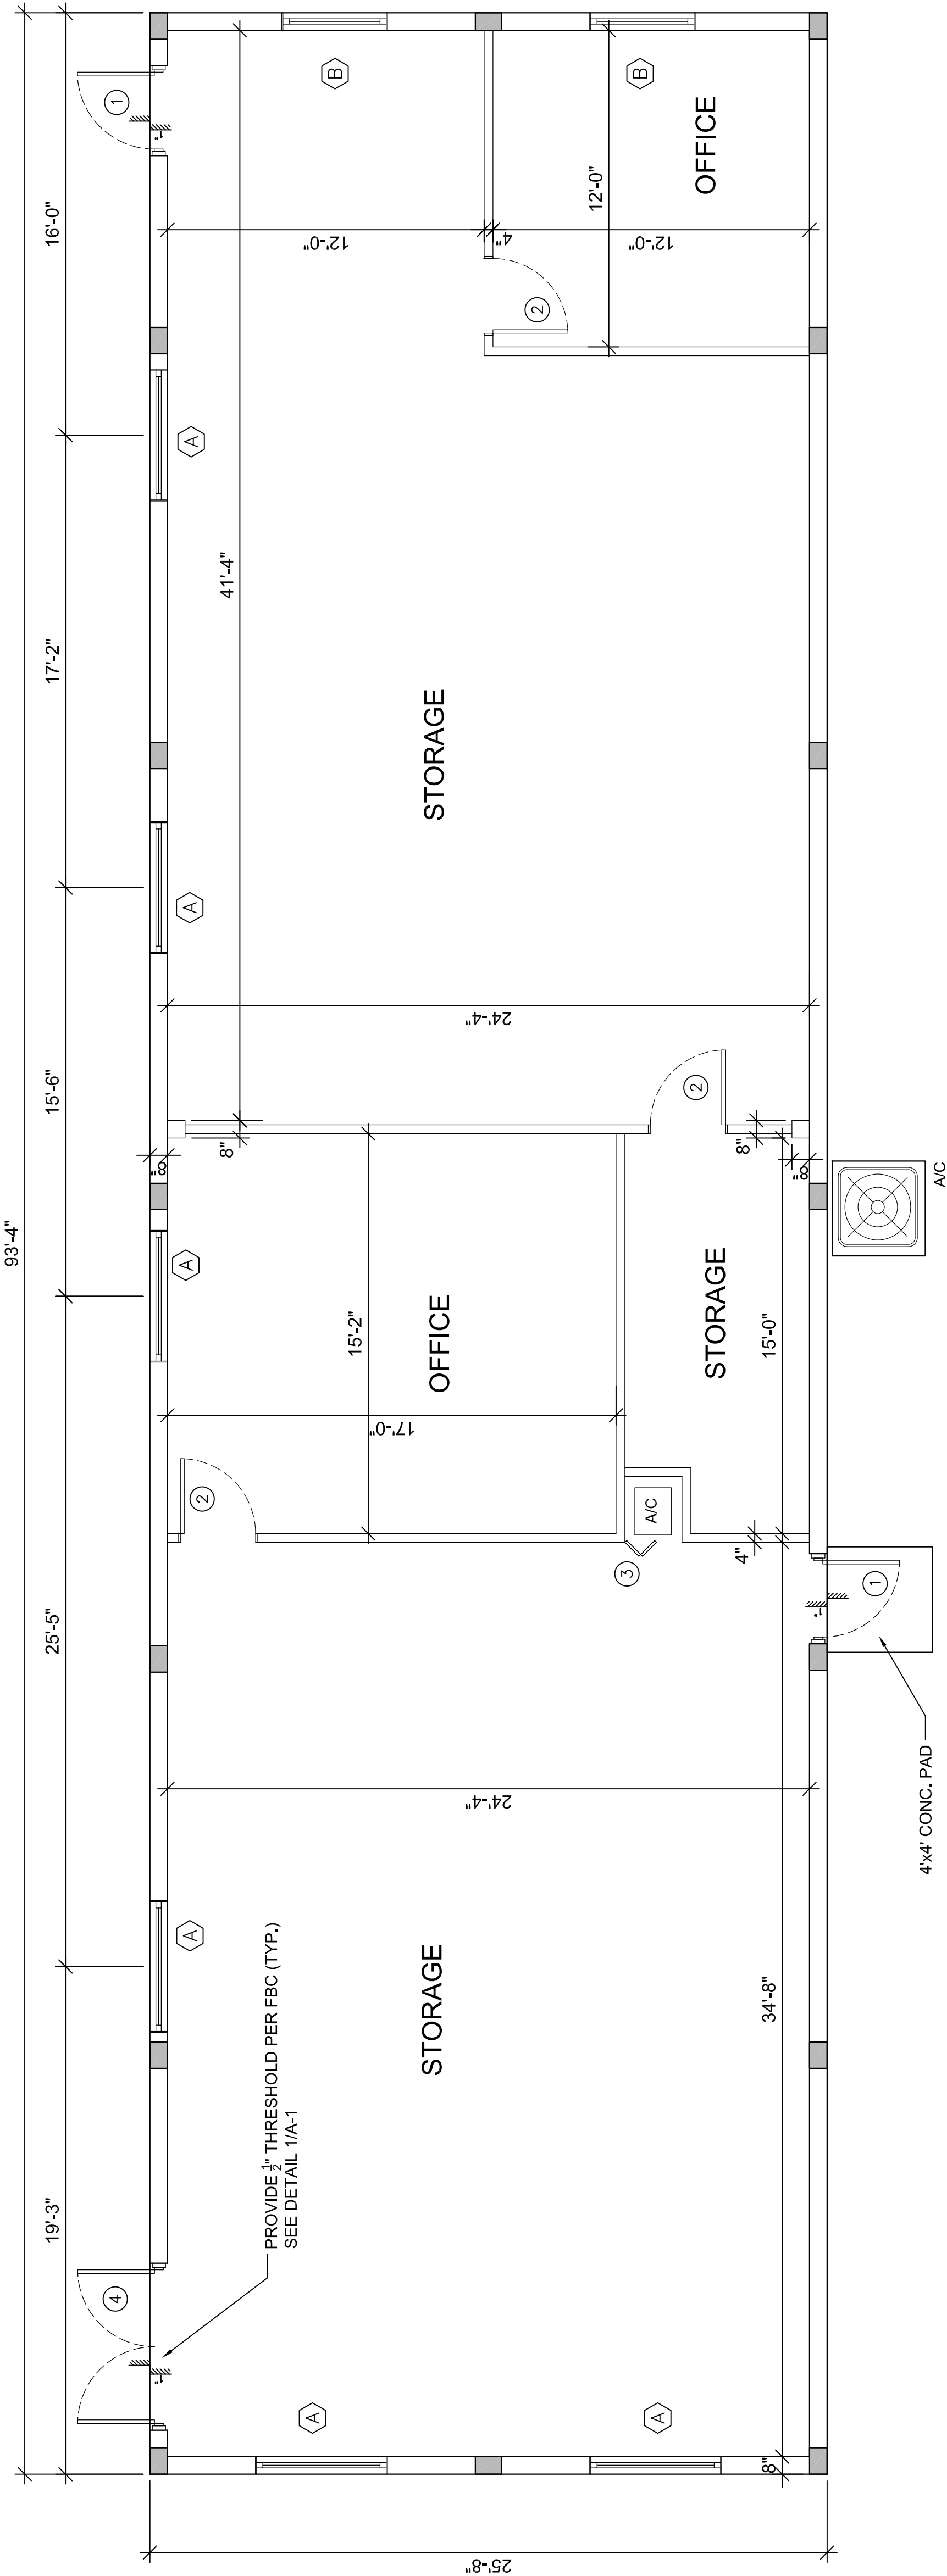 93'-4"
19'-3"
25'-5"
15'-6"
17'-2"
16'-0"
4
1
1"
1"
PROVIDE 1/2" THRESHOLD PER FBC (TYP.)
SEE DETAIL 1/A-1
A
A
A
A
A
A
B
B
8"
8"
41'-4"
12'-0"
4"
12'-0"
12'-0"
2
OFFICE
STORAGE
24'-4"
2
2
15'-2"
OFFICE
17'-0"
STORAGE
A/C
3
8"
8"
15'-0"
4"
STORAGE
24'-4"
34'-8"
8"
25'-8"
1"
1
4'x4' CONC. PAD
A/C